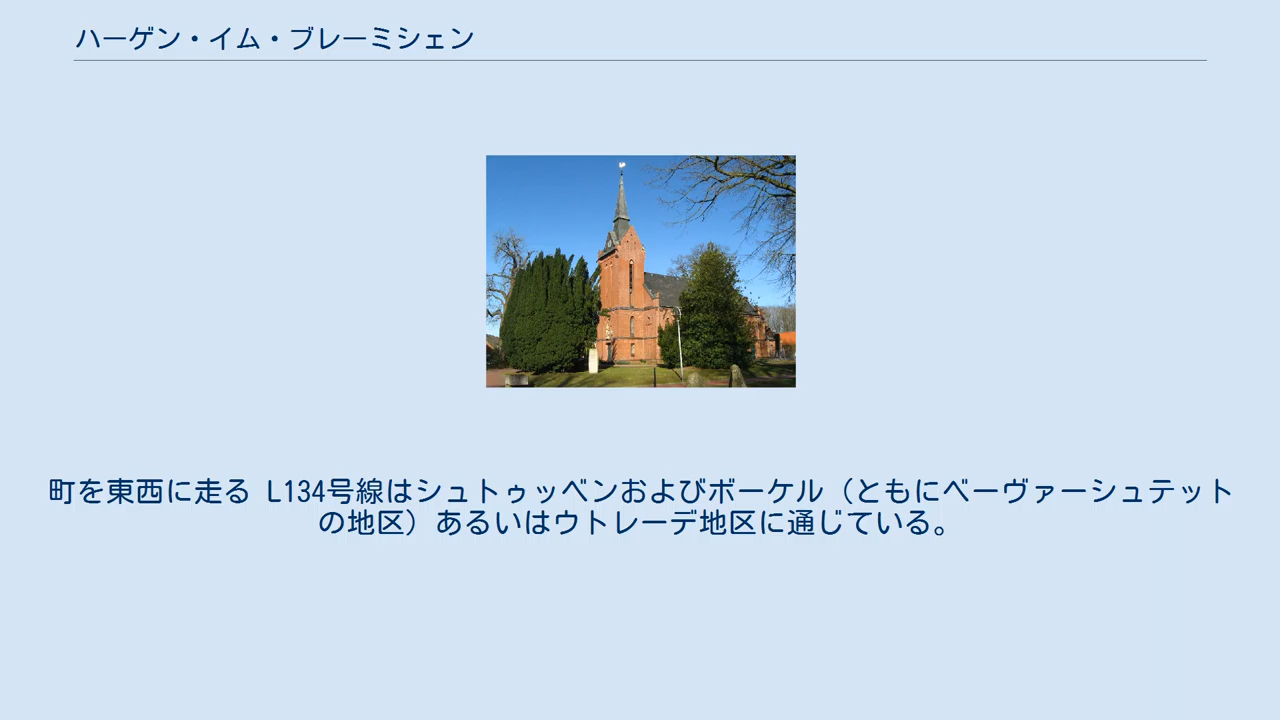 ハーゲン・イム・ブレーミシェン
町を東西に走る L134号線はシュトゥッベンおよびボーケル（ともにベーヴァーシュテット
の地区）あるいはウトレーデ地区に通じている。